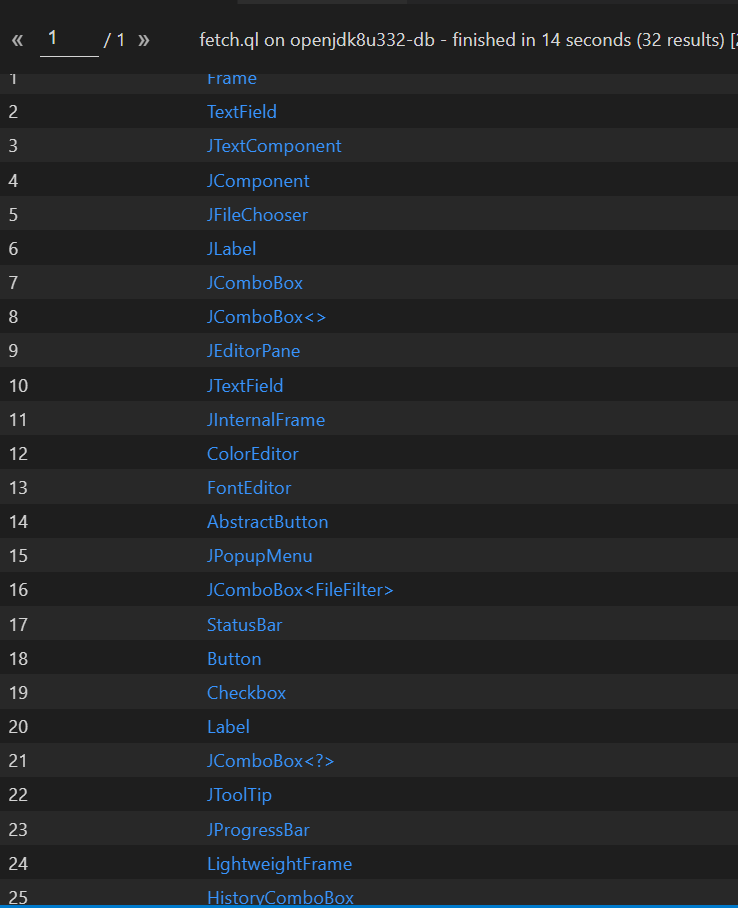 « 1 / 1 » fetch.ql on openjdk8u332-db - finished in 14 seconds (32 results) [
1 Frame
2 TextField
3 JTextComponent
4 JComponent
5 JFileChooser
6 JLabel
7 JComboBox
8 JComboBox<>
9 JEditorPane
10 JTextField
11 JInternalFrame
12 ColorEditor
13 FontEditor
14 AbstractButton
15 JPopupMenu
16 JComboBox<FileFilter>
17 StatusBar
18 Button
19 Checkbox
20 Label
21 JComboBox<?>
22 JToolTip
23 JProgressBar
24 LightweightFrame
25 HistoryComboBox